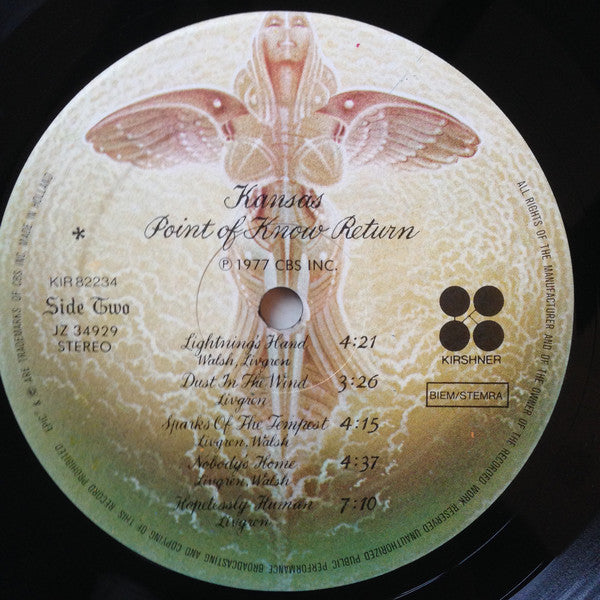 Kansas
Point of Know Return
℗ 1977 CBS INC.
*
KIR 82234
Side Two
JZ 34929
STEREO
Lightning's Hand 4:21
Walsh, Livgren
Dust In The Wind 3:26
Livgren
Sparks Of The Tempest 4:15
Livgren, Walsh
Nobody's Home 4:37
Livgren, Walsh
Hopelessly Human 7:10
Livgren
KIRSHNER
BIEM/STEMRA
ALL RIGHTS OF THE MANUFACTURER AND OF THE OWNER OF THE RECORDED WORK RESERVED UNAUTHORIZED PUBLIC PERFORMANCE BROADCASTING AND COPYING OF THIS RECORD PROHIBITED
EPIC & ARE TRADEMARKS OF CBS INC. MADE IN HOLLAND